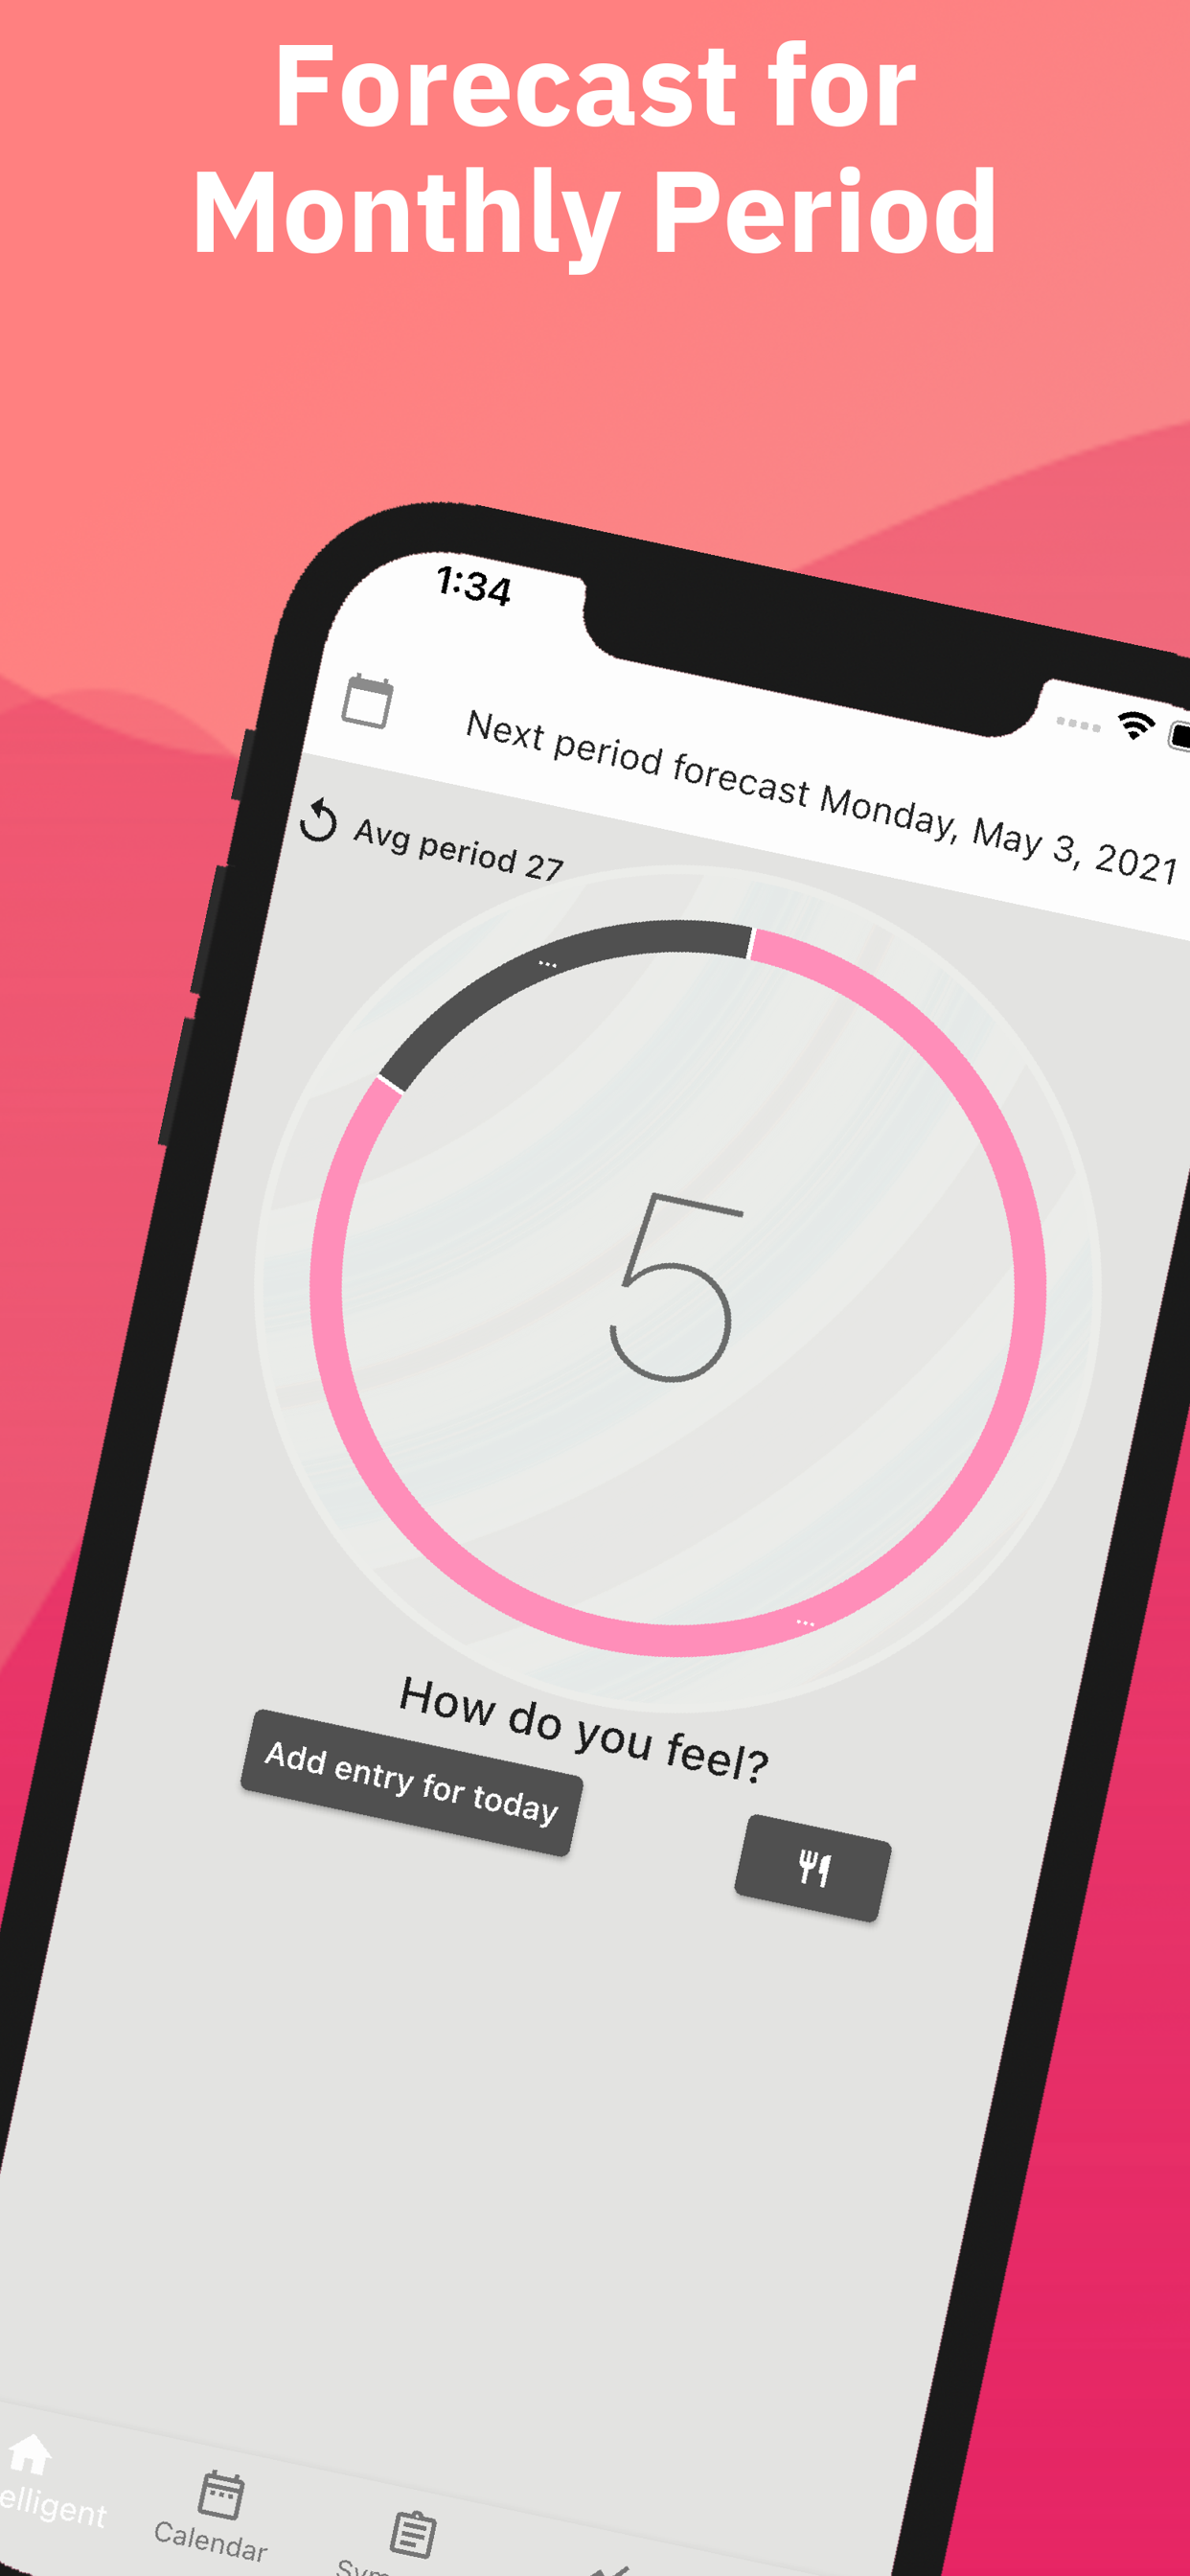 Forecast for
Monthly Period
1:34
Next period forecast Monday, May 3, 2021
Avg period 27
...
5
...
How do you feel?
Add entry for today
elligent
Calendar
Sym